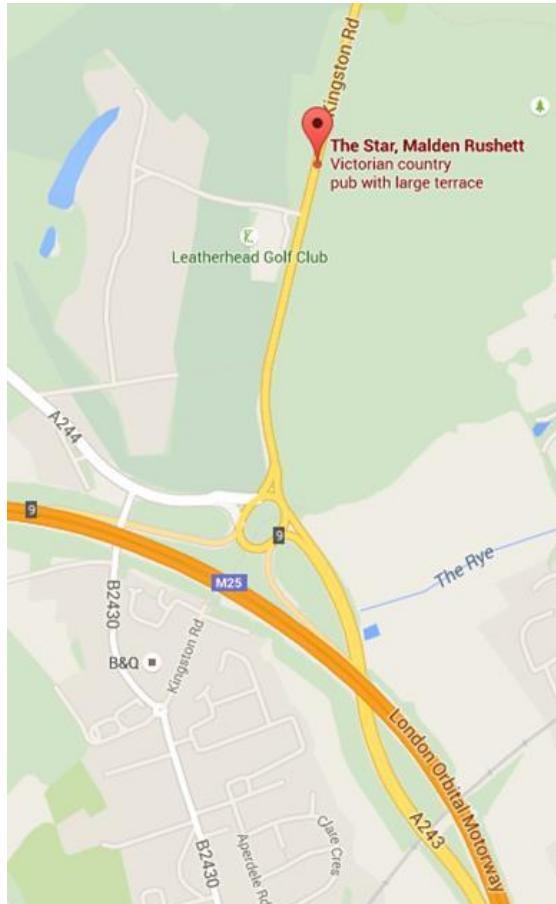 Kingston Rd
The Star, Malden Rushett
Victorian country
pub with large terrace
Leatherhead Golf Club
A244
9
9
M25
The Rye
B2430
B&Q
Kingston Rd
London Orbital Motorway
A243
Clare Cres
Aperdele Rd
B2430